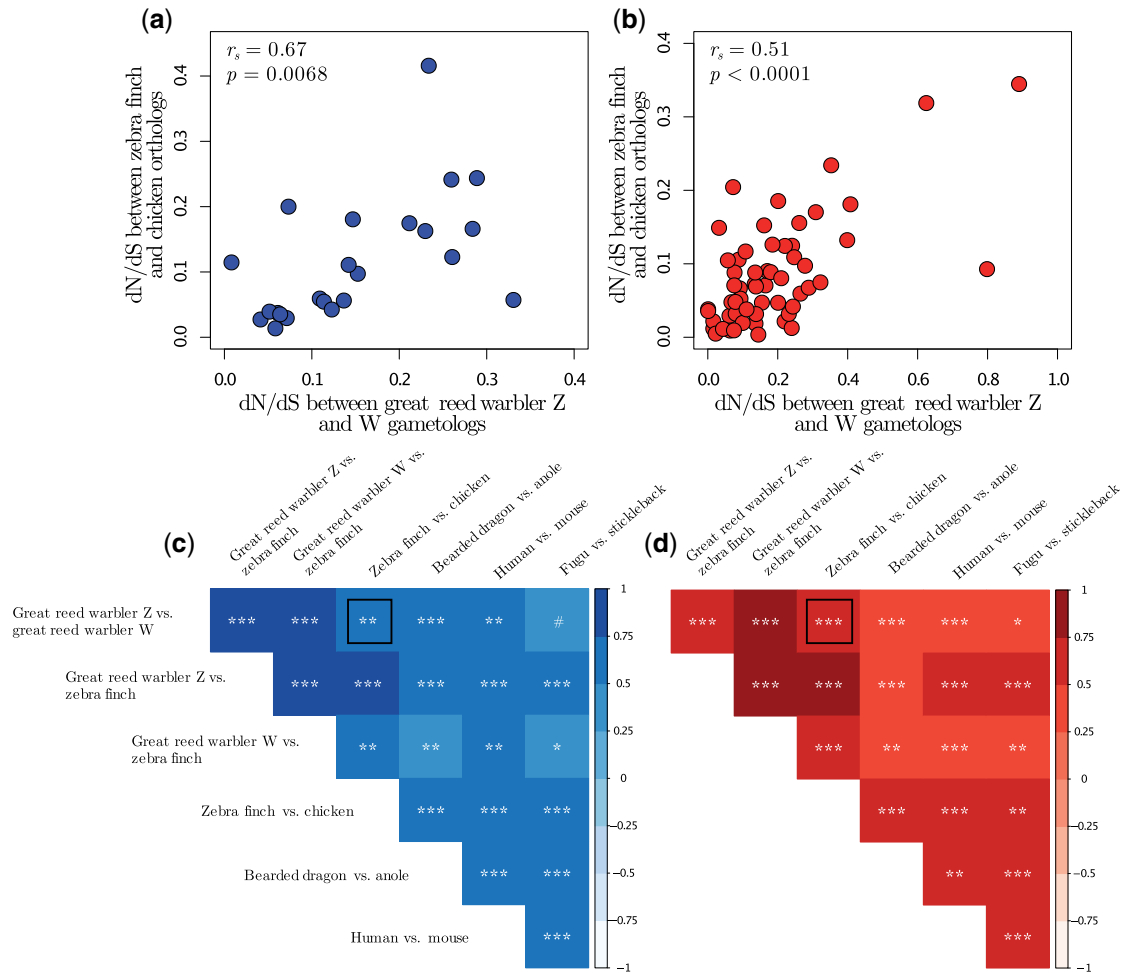 (a)
r_s = 0.67
p = 0.0068
dN/dS between zebra finch
and chicken orthologs
0.0
0.1
0.2
0.3
0.4
0.0
0.1
0.2
0.3
0.4
dN/dS between great reed warbler Z
and W gametologs
(b)
r_s = 0.51
p < 0.0001
dN/dS between zebra finch
and chicken orthologs
0.0
0.1
0.2
0.3
0.4
0.0
0.2
0.4
0.6
0.8
1.0
dN/dS between great reed warbler Z
and W gametologs
(c)
Great reed warbler Z vs.
zebra finch
Great reed warbler W vs.
zebra finch
Zebra finch vs. chicken
Bearded dragon vs. anole
Human vs. mouse
Fugu vs. stickleback
Great reed warbler Z vs.
great reed warbler W
*** *** ** *** ** #
Great reed warbler Z vs.
zebra finch
*** *** *** *** ***
Great reed warbler W vs.
zebra finch
** ** ** *
Zebra finch vs. chicken
*** *** ***
Bearded dragon vs. anole
*** ***
Human vs. mouse
***
1
0.75
0.5
0.25
0
−0.25
−0.5
−0.75
−1
(d)
Great reed warbler Z vs.
zebra finch
Great reed warbler W vs.
zebra finch
Zebra finch vs. chicken
Bearded dragon vs. anole
Human vs. mouse
Fugu vs. stickleback
*** *** *** *** *** *
*** *** *** *** ***
*** ** *** **
*** *** **
** ***
***
1
0.75
0.5
0.25
0
−0.25
−0.5
−0.75
−1